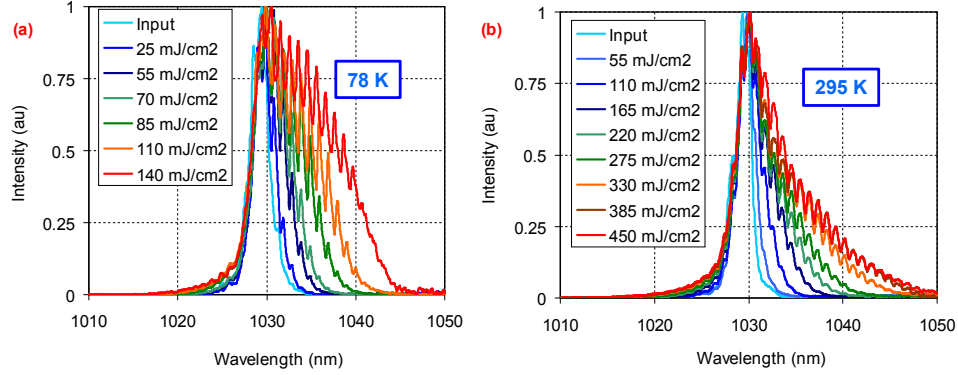 (a)
1
0.75
0.5
0.25
0
Intensity (au)
Input
25 mJ/cm2
55 mJ/cm2
70 mJ/cm2
85 mJ/cm2
110 mJ/cm2
140 mJ/cm2
78 K
1010 1020 1030 1040 1050
Wavelength (nm)
(b)
1
0.75
0.5
0.25
0
Intensity (au)
Input
55 mJ/cm2
110 mJ/cm2
165 mJ/cm2
220 mJ/cm2
275 mJ/cm2
330 mJ/cm2
385 mJ/cm2
450 mJ/cm2
295 K
1010 1020 1030 1040 1050
Wavelength (nm)